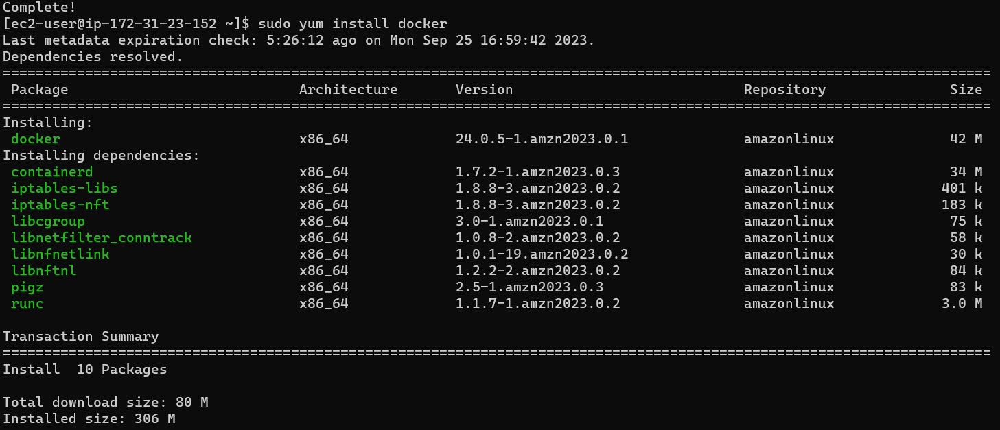 Complete!
[ec2-user@ip-172-31-23-152 ~]$ sudo yum install docker
Last metadata expiration check: 5:26:12 ago on Mon Sep 25 16:59:42 2023.
Dependencies resolved.
================================================================================
Package Architecture Version Repository Size
================================================================================
Installing:
docker x86_64 24.0.5-1.amzn2023.0.1 amazonlinux 42 M
Installing dependencies:
containerd x86_64 1.7.2-1.amzn2023.0.3 amazonlinux 34 M
iptables-libs x86_64 1.8.8-3.amzn2023.0.2 amazonlinux 401 k
iptables-nft x86_64 1.8.8-3.amzn2023.0.2 amazonlinux 183 k
libcgroup x86_64 3.0-1.amzn2023.0.1 amazonlinux 75 k
libnetfilter_conntrack x86_64 1.0.8-2.amzn2023.0.2 amazonlinux 58 k
libnfnetlink x86_64 1.0.1-19.amzn2023.0.2 amazonlinux 30 k
libnftnl x86_64 1.2.2-2.amzn2023.0.2 amazonlinux 84 k
pigz x86_64 2.5-1.amzn2023.0.3 amazonlinux 83 k
runc x86_64 1.1.7-1.amzn2023.0.2 amazonlinux 3.0 M
Transaction Summary
================================================================================
Install 10 Packages
Total download size: 80 M
Installed size: 306 M